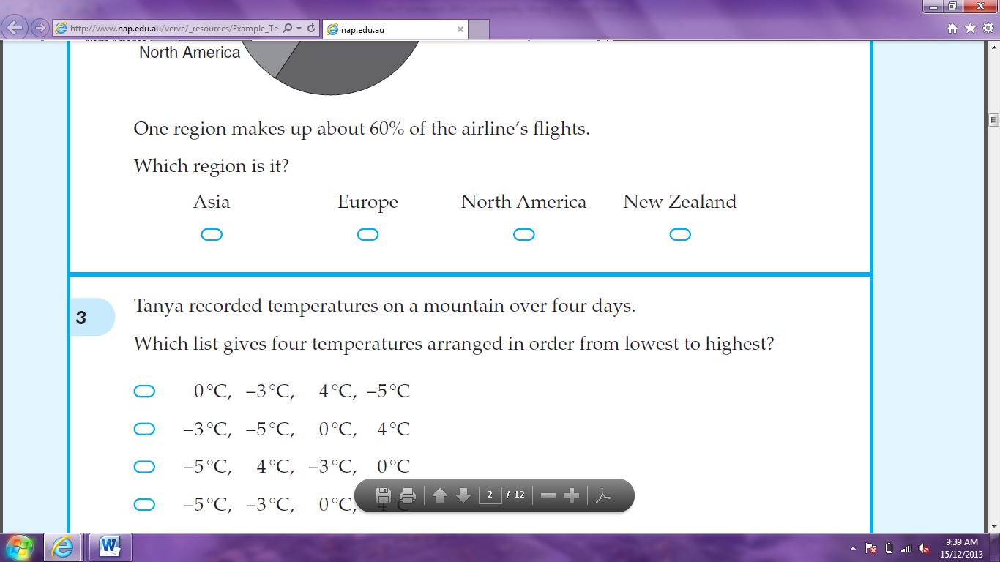 http://www.nap.edu.au/verve/_resources/Example_Te
nap.edu.au
North America
One region makes up about 60% of the airline's flights.
Which region is it?
Asia Europe North America New Zealand
3
Tanya recorded temperatures on a mountain over four days.
Which list gives four temperatures arranged in order from lowest to highest?
0 °C, –3 °C, 4 °C, –5 °C
–3 °C, –5 °C, 0 °C, 4 °C
–5 °C, 4 °C, –3 °C, 0 °C
–5 °C, –3 °C, 0 °C, 4 °C
2 / 12
9:39 AM
15/12/2013